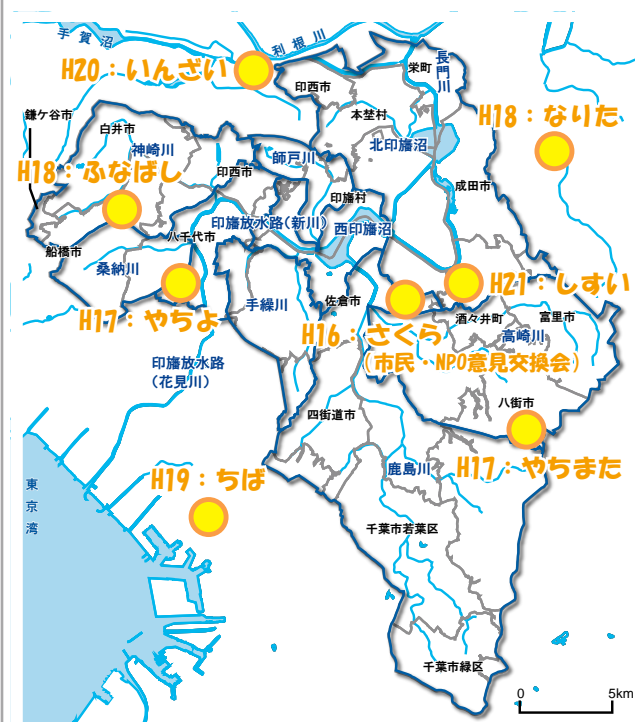 手賀沼
利根川
H20：いんざい
印西市
栄町
長門川
本埜村
鎌ケ谷市
白井市
神崎川
師戸川
北印旛沼
H18：なりた
H18：ふなばし
印西市
印旛村
成田市
印旛放水路(新川)
西印旛沼
八千代市
船橋市
桑納川
手繰川
佐倉市
H21：しすい
H17：やちよ
H16：さくら
(市民・NPO意見交換会)
酒々井町
富里市
高崎川
印旛放水路
(花見川)
八街市
四街道市
鹿島川
H17：やちまた
H19：ちば
東京湾
千葉市若葉区
千葉市緑区
0 5km